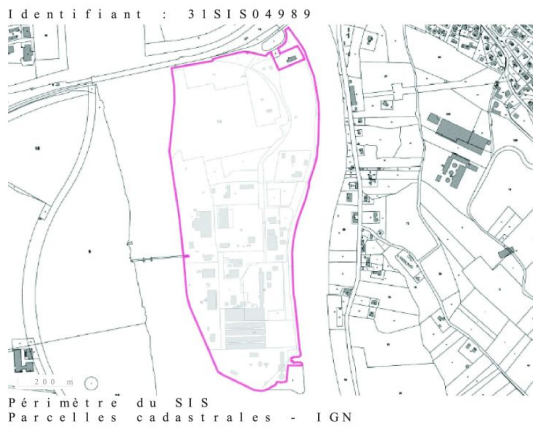 Identifiant : 31SIS04989
200 m
Périmètre du SIS
Parcelles cadastrales - IGN